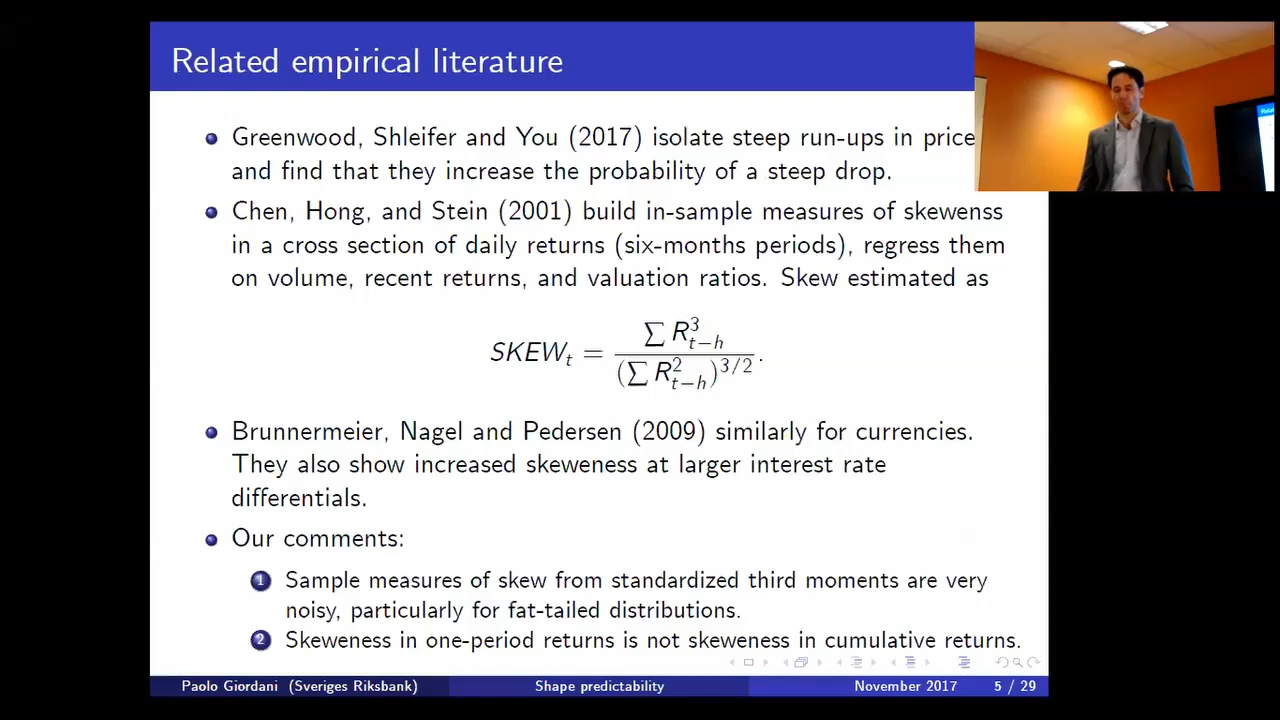 Related empirical literature
Greenwood, Shleifer and You (2017) isolate steep run-ups in price
and find that they increase the probability of a steep drop.
Chen, Hong, and Stein (2001) build in-sample measures of skewenss
in a cross section of daily returns (six-months periods), regress them
on volume, recent returns, and valuation ratios. Skew estimated as
SKEW_t = \frac{\sum R^3_{t-h}}{(\sum R^2_{t-h})^{3/2}}.
Brunnermeier, Nagel and Pedersen (2009) similarly for currencies.
They also show increased skeweness at larger interest rate
differentials.
Our comments:
1 Sample measures of skew from standardized third moments are very
noisy, particularly for fat-tailed distributions.
2 Skeweness in one-period returns is not skeweness in cumulative returns.
Paolo Giordani (Sveriges Riksbank) Shape predictability November 2017 5 / 29